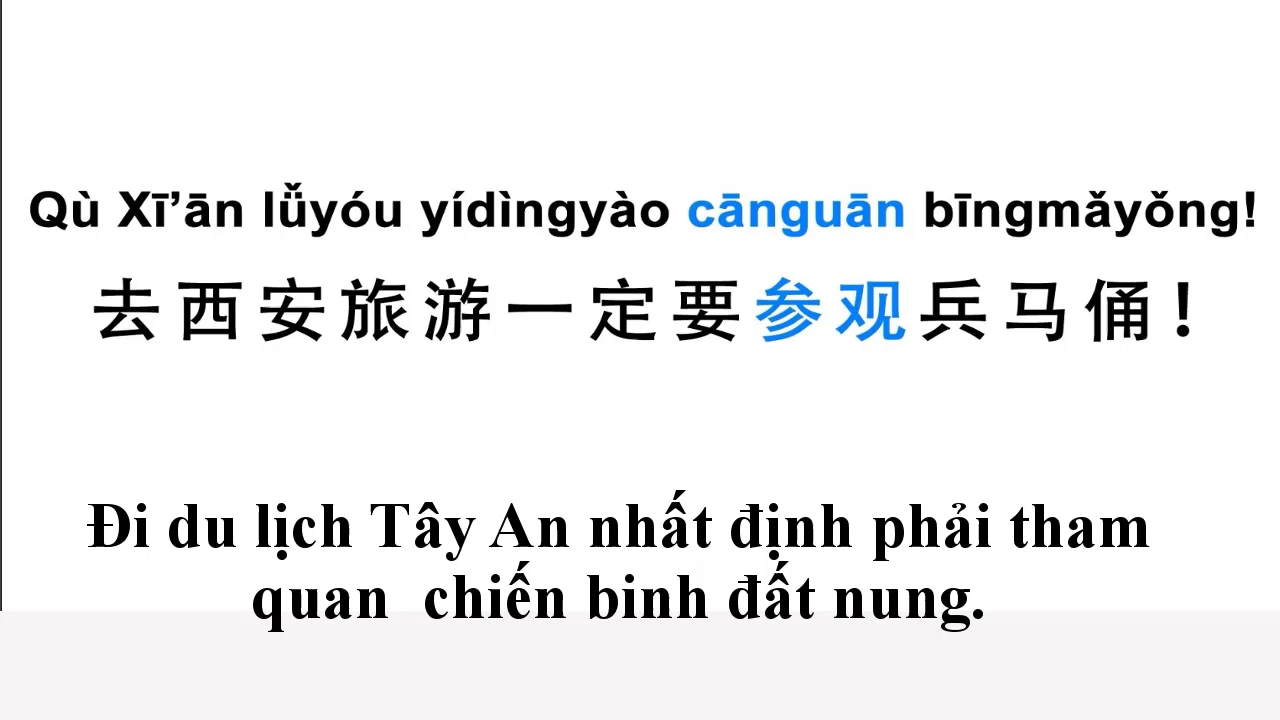 Qù Xī’ān lǚyóu yídìngyào cānguān bīngmǎyǒng!
去西安旅游一定要参观兵马俑！
Đi du lịch Tây An nhất định phải tham
quan chiến binh đất nung.